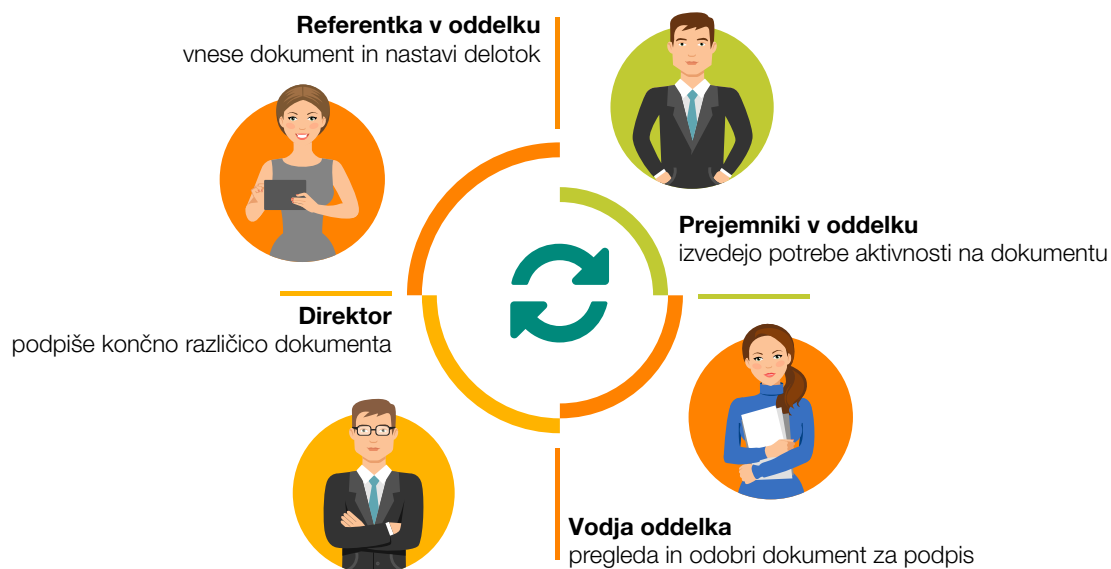 Referentka v oddelku
vnese dokument in nastavi delotok
Prejemniki v oddelku
izvedejo potrebe aktivnosti na dokumentu
Direktor
podpiše končno različico dokumenta
Vodja oddelka
pregleda in odobri dokument za podpis